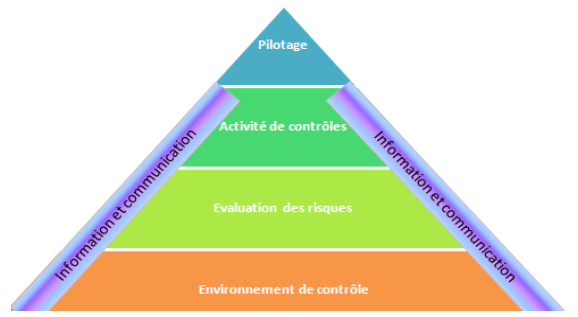 Pilotage
Activité de contrôles
Information et communication
Information et communication
Evaluation  des risques
Environnement de contrôle